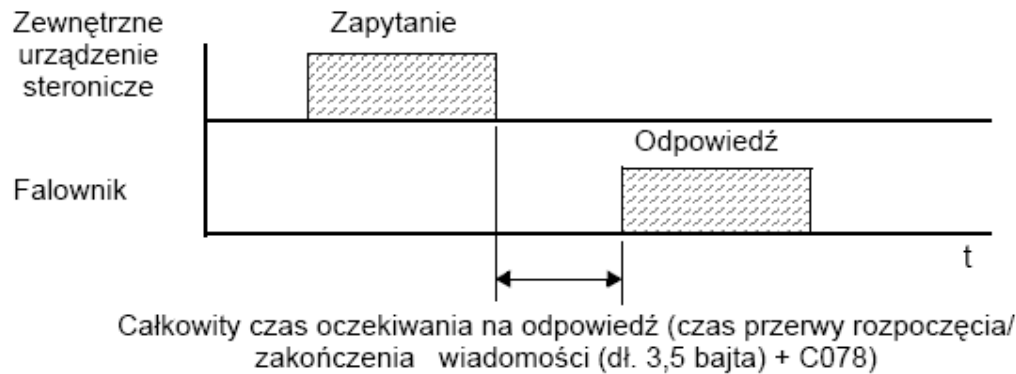 Zewnętrzne
urządzenie
steronicze
Zapytanie
Odpowiedź
Falownik
t
Całkowity czas oczekiwania na odpowiedź (czas przerwy rozpoczęcia/
zakończenia wiadomości (dł. 3,5 bajta) + C078)